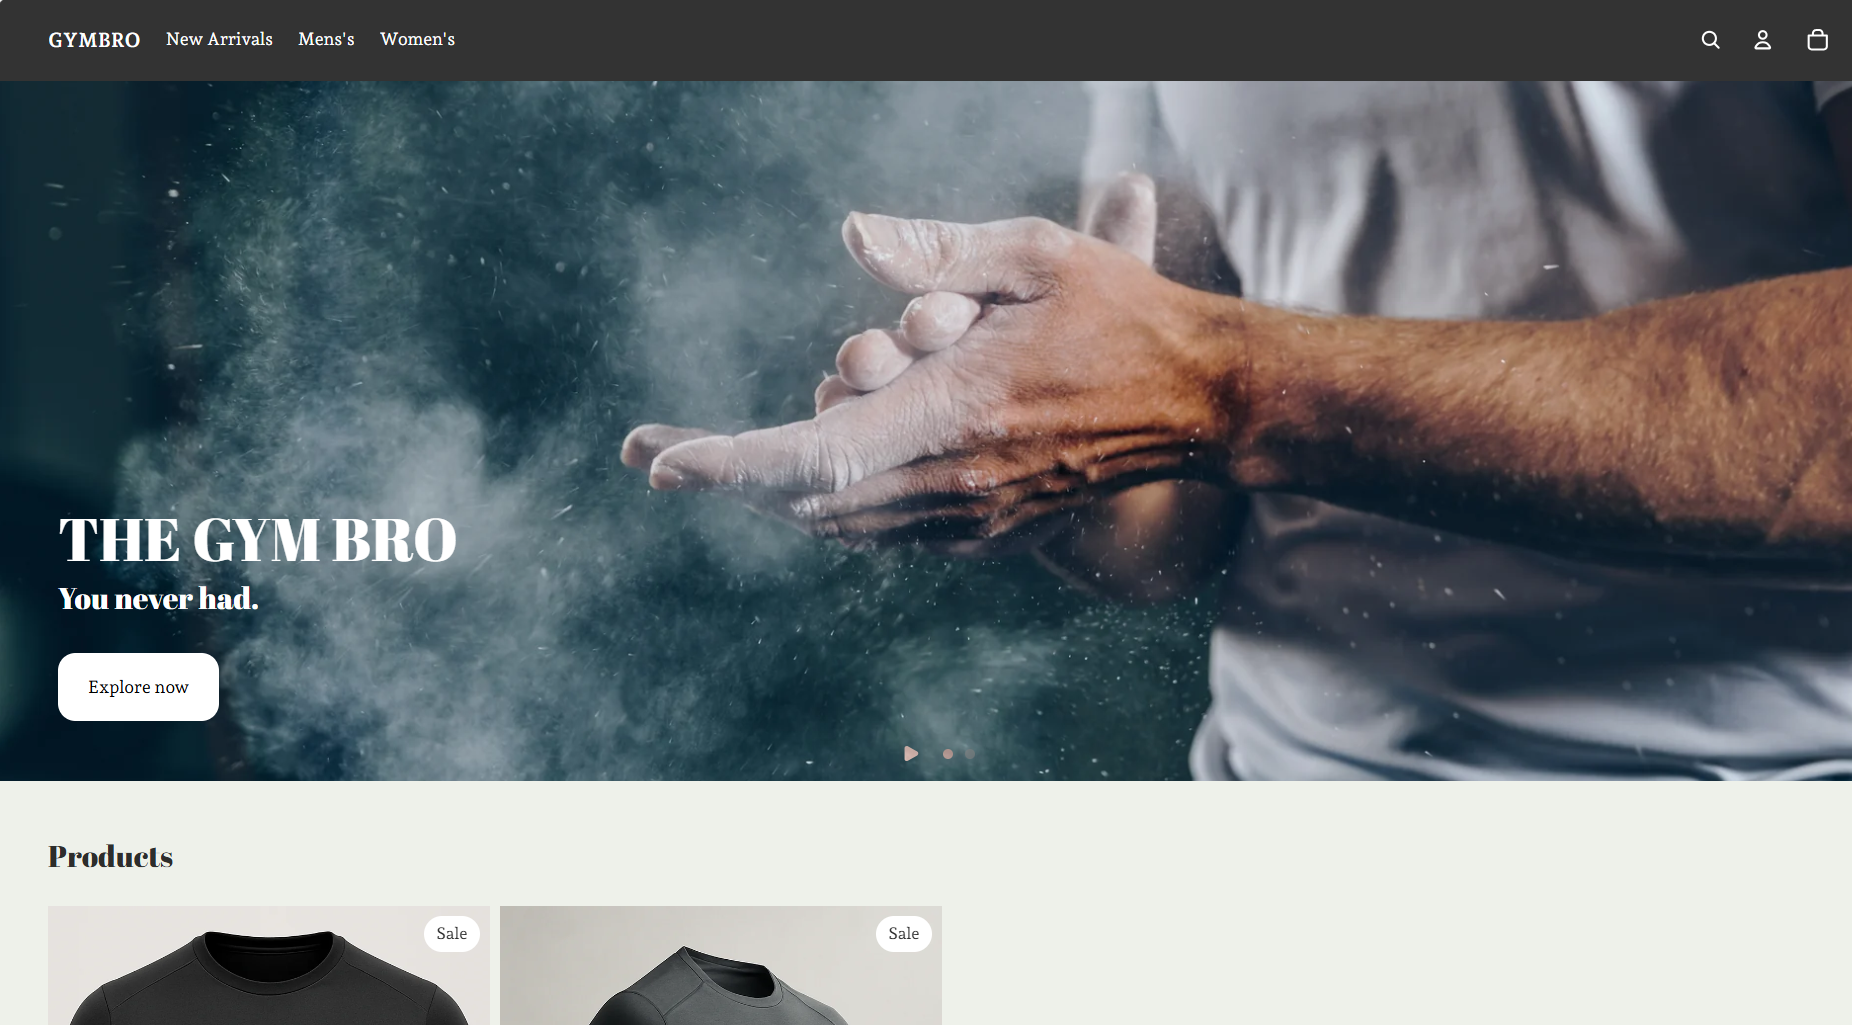 GYMBRO New Arrivals Mens's Women's
THE GYM BRO
You never had.
Explore now
Products
Sale Sale